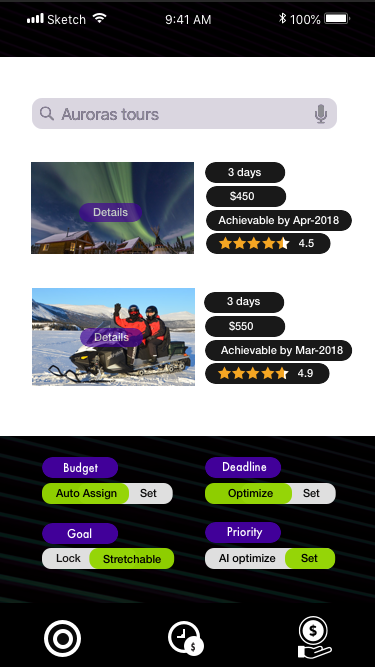 Sketch 9:41 AM 100%
Auroras tours
Details
3 days
$450
Achievable by Apr-2018
4.5
Details
3 days
$550
Achievable by Mar-2018
4.9
Budget
Auto Assign Set
Deadline
Optimize Set
Goal
Lock Stretchable
Priority
AI optimize Set
$
$